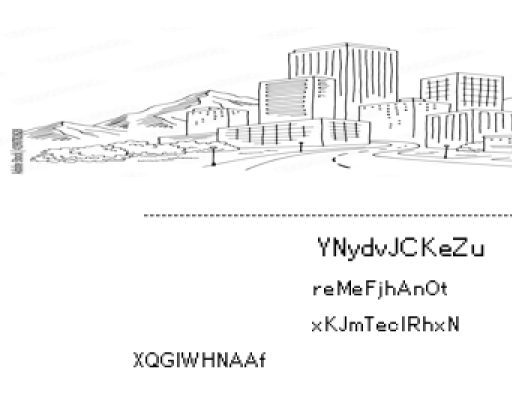 YNydvJCKeZu
reMeFjhAnOt
xKJmTecIRhxN
XQGIWHNAAf